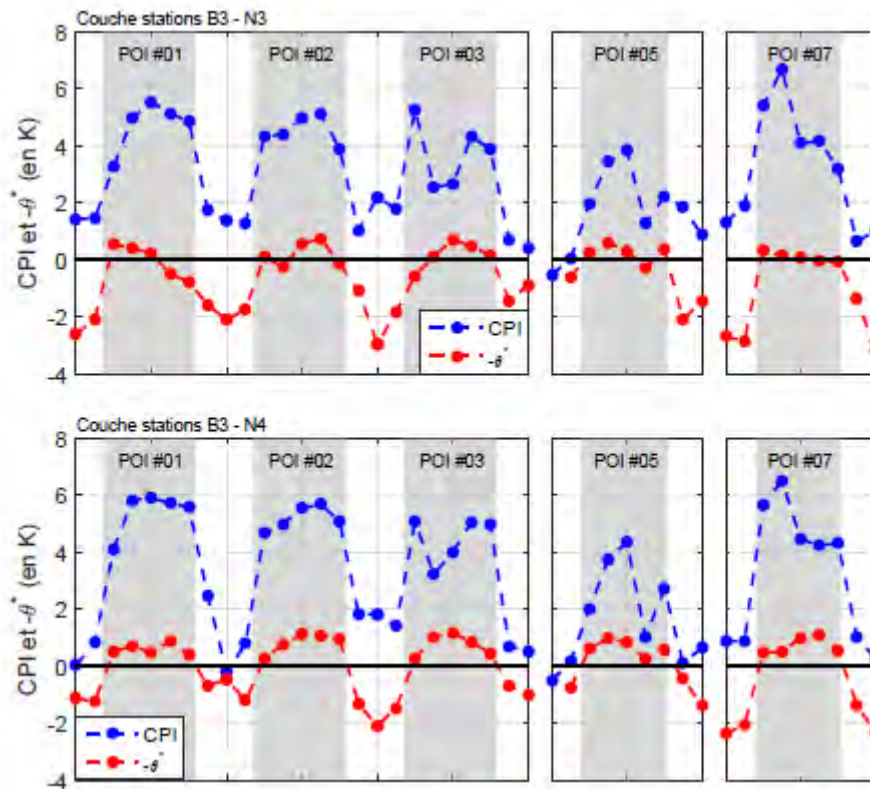 Couche stations B3 - N3
POI #01 POI #02 POI #03 POI #05 POI #07
8
6
4
2
0
-2
-4
CPI et -θ* (en K)
CPI
-θ*
Couche stations B3 - N4
POI #01 POI #02 POI #03 POI #05 POI #07
8
6
4
2
0
-2
-4
CPI et -θ* (en K)
CPI
-θ*